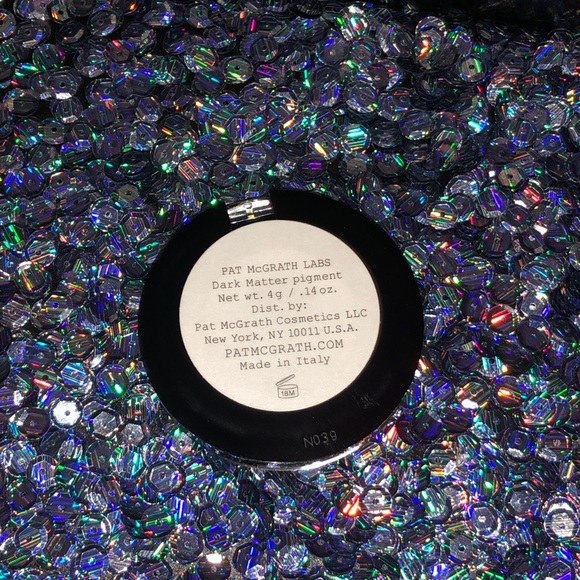 PAT McGRATH LABS
Dark Matter pigment
Net wt. 4g / .14 oz.
Dist. by:
Pat McGrath Cosmetics LLC
New York, NY 10011 U.S.A.
PATMCGRATH.COM
Made in Italy
18M
N039